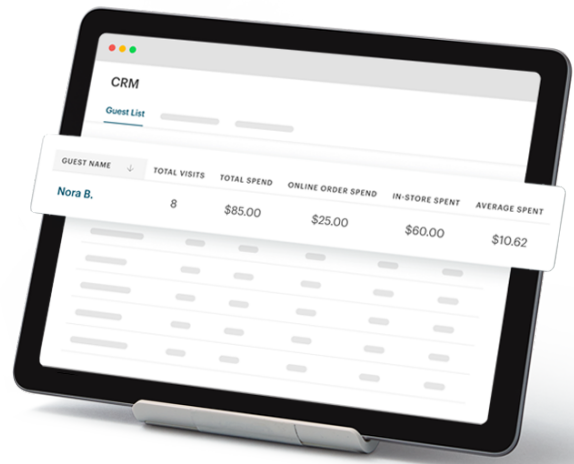 CRM
Guest List
GUEST NAME ↓ TOTAL VISITS TOTAL SPEND ONLINE ORDER SPEND IN-STORE SPENT AVERAGE SPENT
Nora B. 8 $85.00 $25.00 $60.00 $10.62